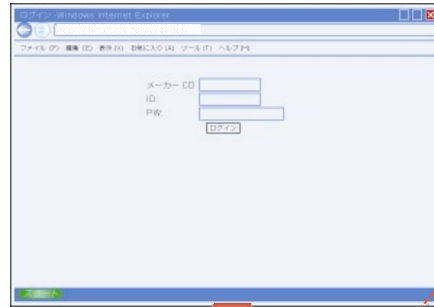 ログイン-Windows Internet Explorer
ファイル (F) 編集 (E) 表示 (V) お気に入り (A) ツール (T) ヘルプ (H)
メーカー CD
ID:
PW:
ログイン